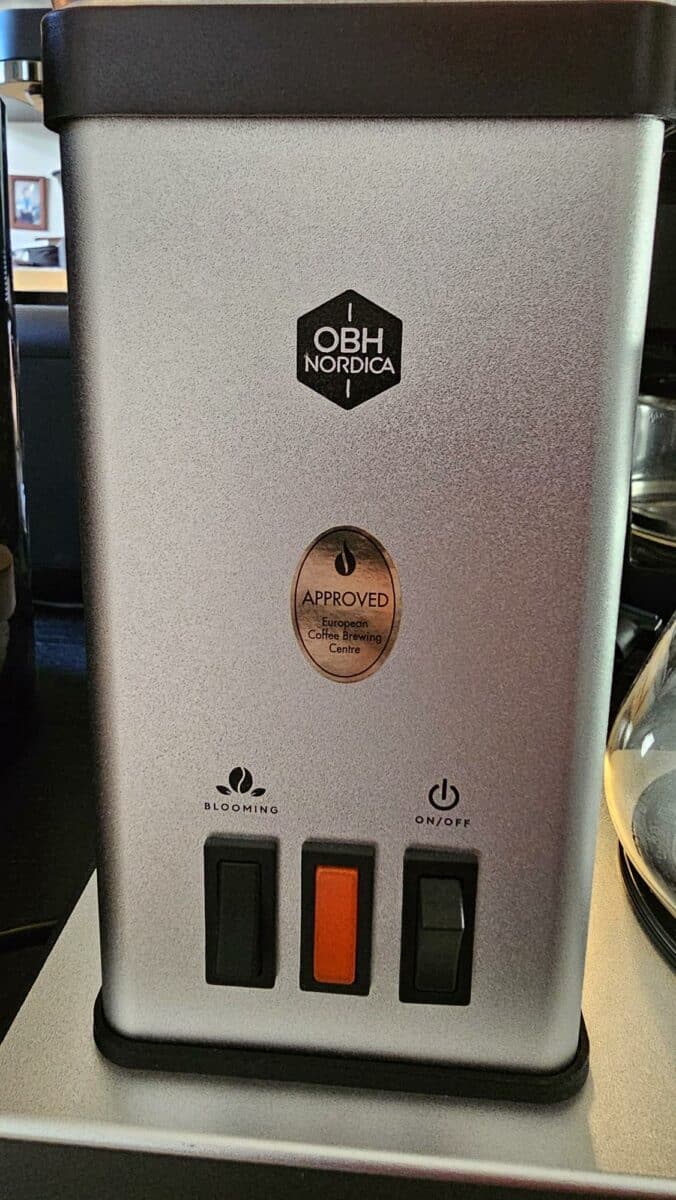 OBH
NORDICA
APPROVED
European
Coffee Brewing
Centre
BLOOMING
ON/OFF